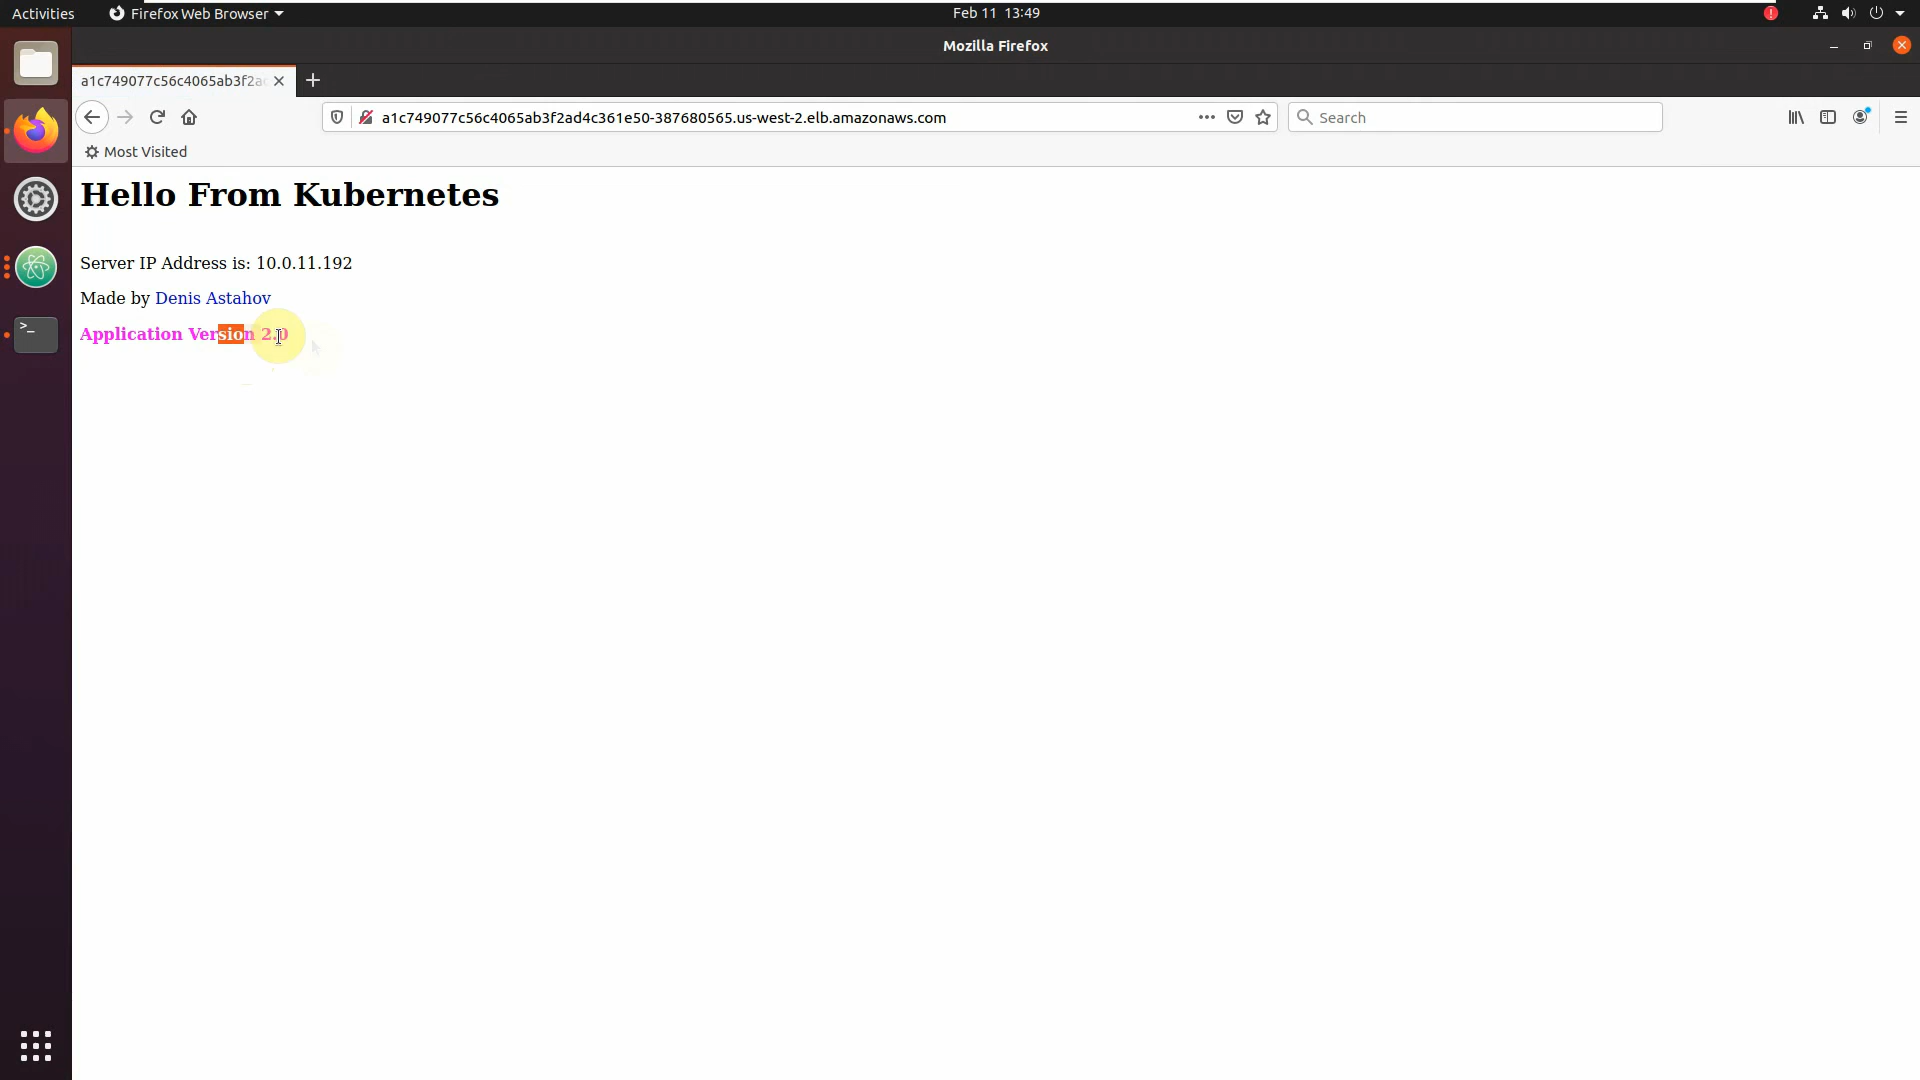 Activities
Firefox Web Browser
Feb 11 13:49
Mozilla Firefox
a1c749077c56c4065ab3f2a
a1c749077c56c4065ab3f2ad4c361e50-387680565.us-west-2.elb.amazonaws.com
Search
Most Visited
Hello From Kubernetes
Server IP Address is: 10.0.11.192
Made by Denis Astahov
Application Version 2.0